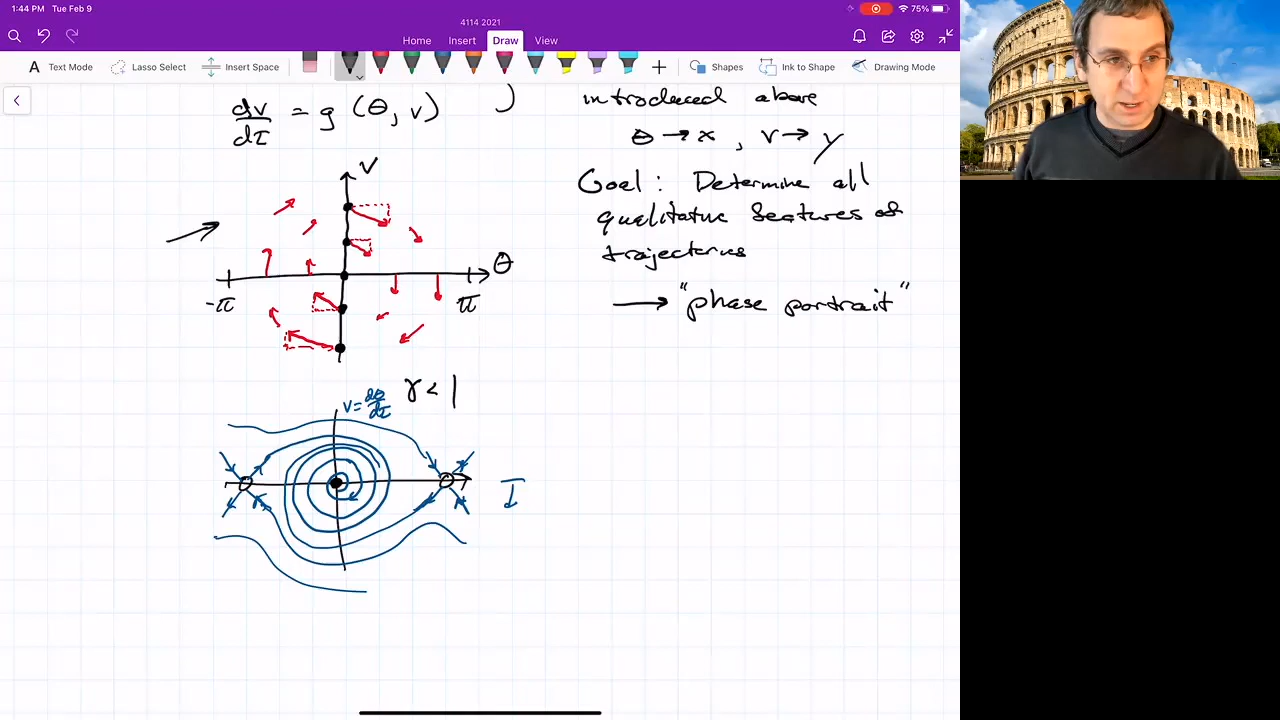 1:44 PM Tue Feb 9
75%
4114 2021
Home Insert Draw View
Text Mode Lasso Select Insert Space Shapes Ink to Shape Drawing Mode
dv/dτ = g (θ, v) )
introduced above
θ → x , v → y
Goal: Determine all
qualitative features of
trajectories
→ "phase portrait"
v
θ
-π π
γ < 1
v = dθ/dτ
I